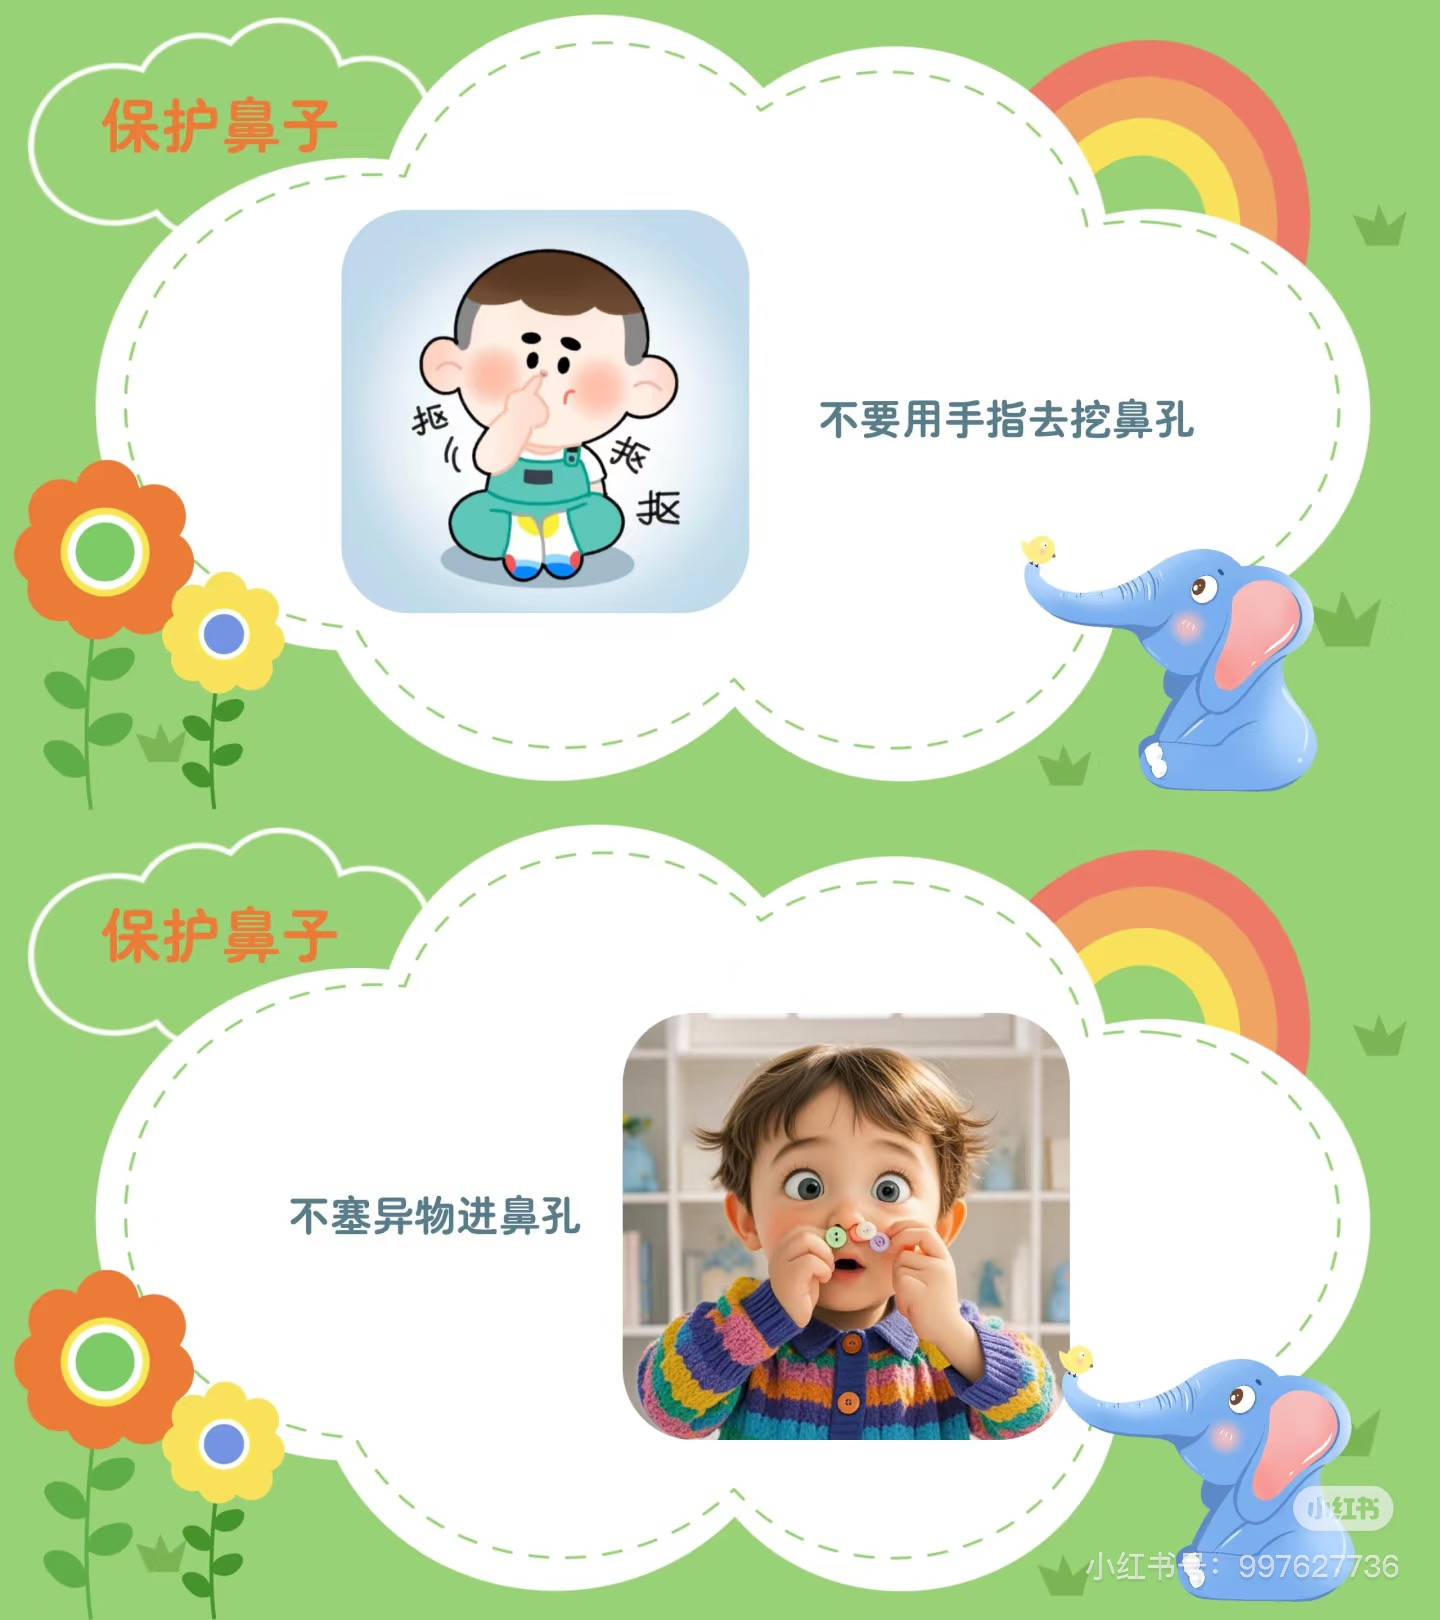 保护鼻子
抠
抠
抠
不要用手指去挖鼻孔
保护鼻子
不塞异物进鼻孔
小红书
小红书号：997627736